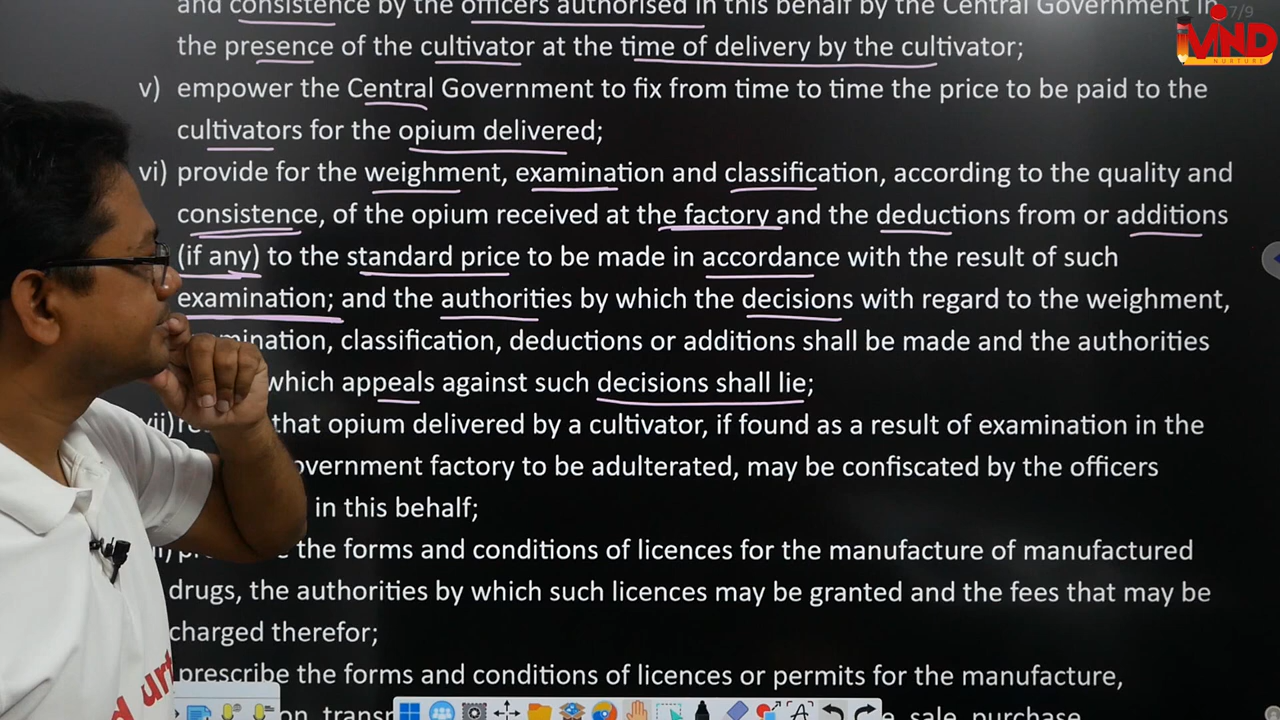 and consistence by the officers authorised in this behalf by the Central Government in
the presence of the cultivator at the time of delivery by the cultivator;
v) empower the Central Government to fix from time to time the price to be paid to the
cultivators for the opium delivered;
vi) provide for the weighment, examination and classification, according to the quality and
consistence, of the opium received at the factory and the deductions from or additions
(if any) to the standard price to be made in accordance with the result of such
examination; and the authorities by which the decisions with regard to the weighment,
classification, deductions or additions shall be made and the authorities
which appeals against such decisions shall lie;
that opium delivered by a cultivator, if found as a result of examination in the
factory to be adulterated, may be confiscated by the officers
in this behalf;
the forms and conditions of licences for the manufacture of manufactured
drugs, the authorities by which such licences may be granted and the fees that may be
charged therefor;
prescribe the forms and conditions of licences or permits for the manufacture,
sale, purchase
7/9
MIND
NURTURE